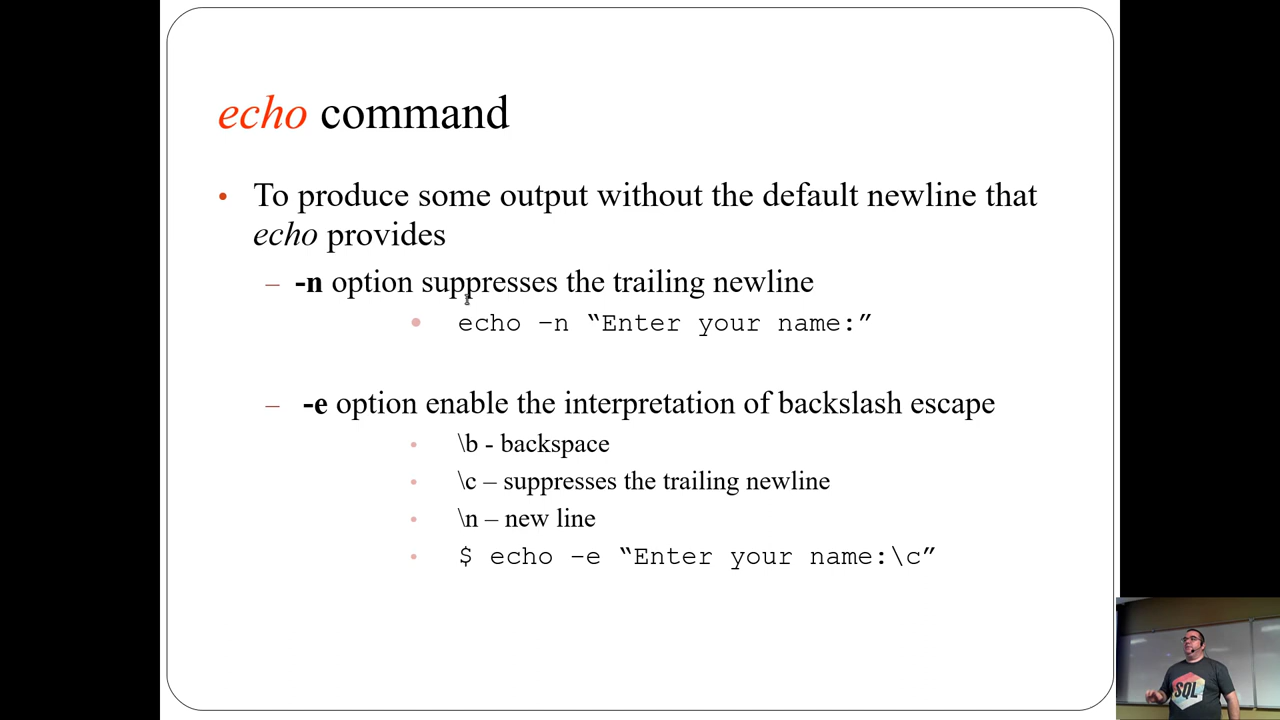 echo command
• To produce some output without the default newline that
echo provides
– -n option suppresses the trailing newline
• echo –n “Enter your name:”
– -e option enable the interpretation of backslash escape
• \b - backspace
• \c – suppresses the trailing newline
• \n – new line
• $ echo –e “Enter your name:\c”
SQL